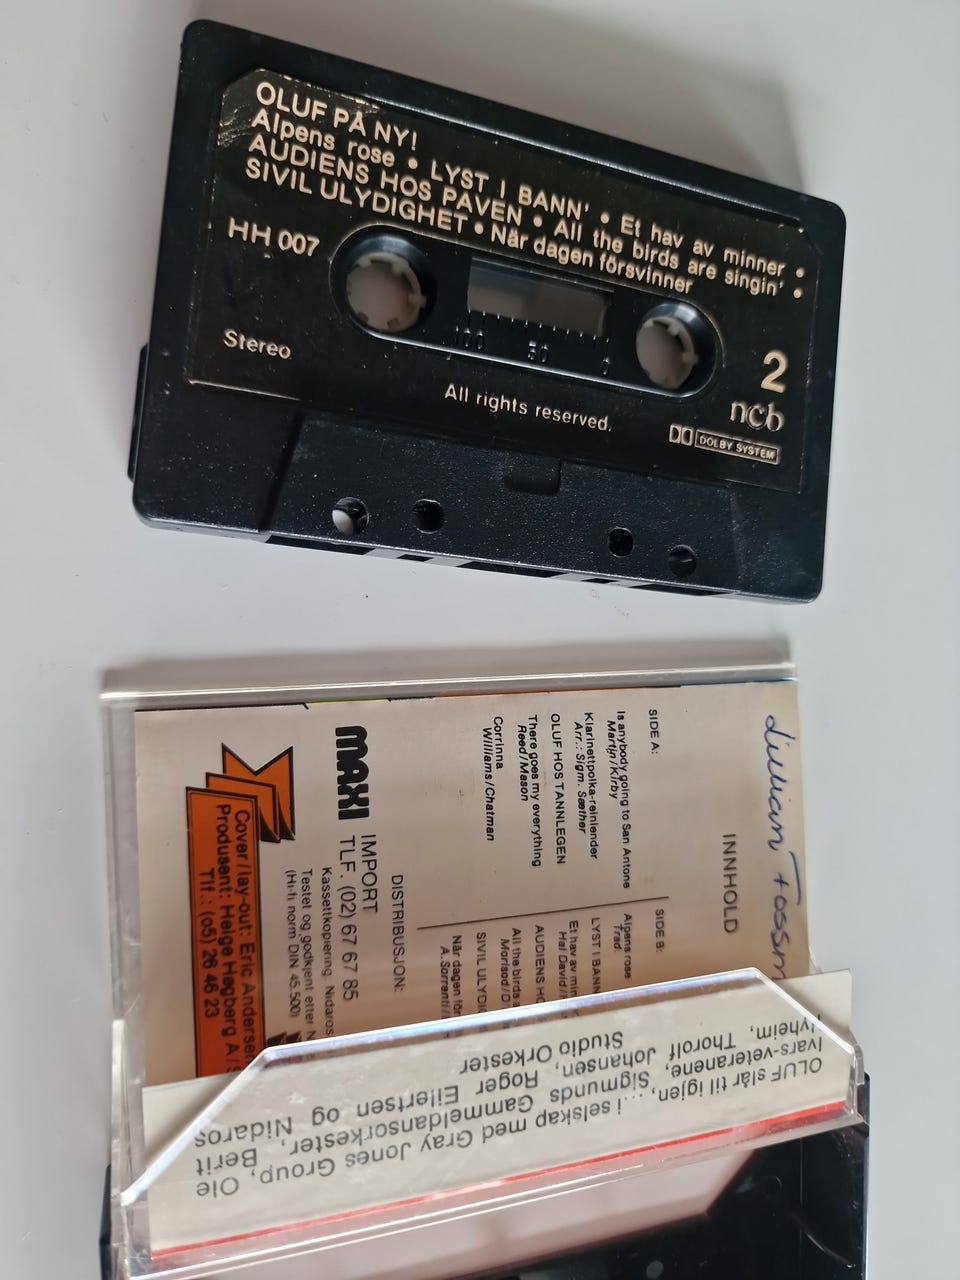 OLUF PÅ NY!
Alpens rose • LYST I BANN' • Et hav av minner •
AUDIENS HOS PAVEN • All the birds are singin' •
SIVIL ULYDIGHET • När dagen försvinner
HH 007
Stereo
100 50 0
2
ncb
DOLBY SYSTEM
All rights reserved.
Lillian
INNHOLD
SIDE A:
Is anybody going to San Antone
Martin/Kirby
Klarinettpolka-reinlender
Arr.: Sigm. Sæther
OLUF HOS TANNLEGEN
There goes my everything
Reed/Mason
Corrinna
Williams/Chatman
SIDE B:
Alpens rose
Trad.
LYST I BANN
Et hav av min
Hal David/
AUDIENS HO
All the birds
Morisod/D
SIVIL ULYDIG
När dagen för
A. Sorrenti/
DISTRIBUSJON:
MAXI IMPORT
TLF. (02) 67 67 85
Kassettkopiering: Nidaros
Testet og godkjent etter N
(Hi-fi norm DIN 45.500)
Cover/lay-out: Eric Anderse
Produsent: Helge Høgberg A/S
Tlf.: (05) 26 46 23
OLUF slår til igjen, ....i selskap med Gray Jones Group, Ole
Ivars-veteranene, Sigmunds Gammeldansorkester, Berit
Nyheim, Thorolf Johansen, Roger Eilertsen og Nidaros
Studio Orkester